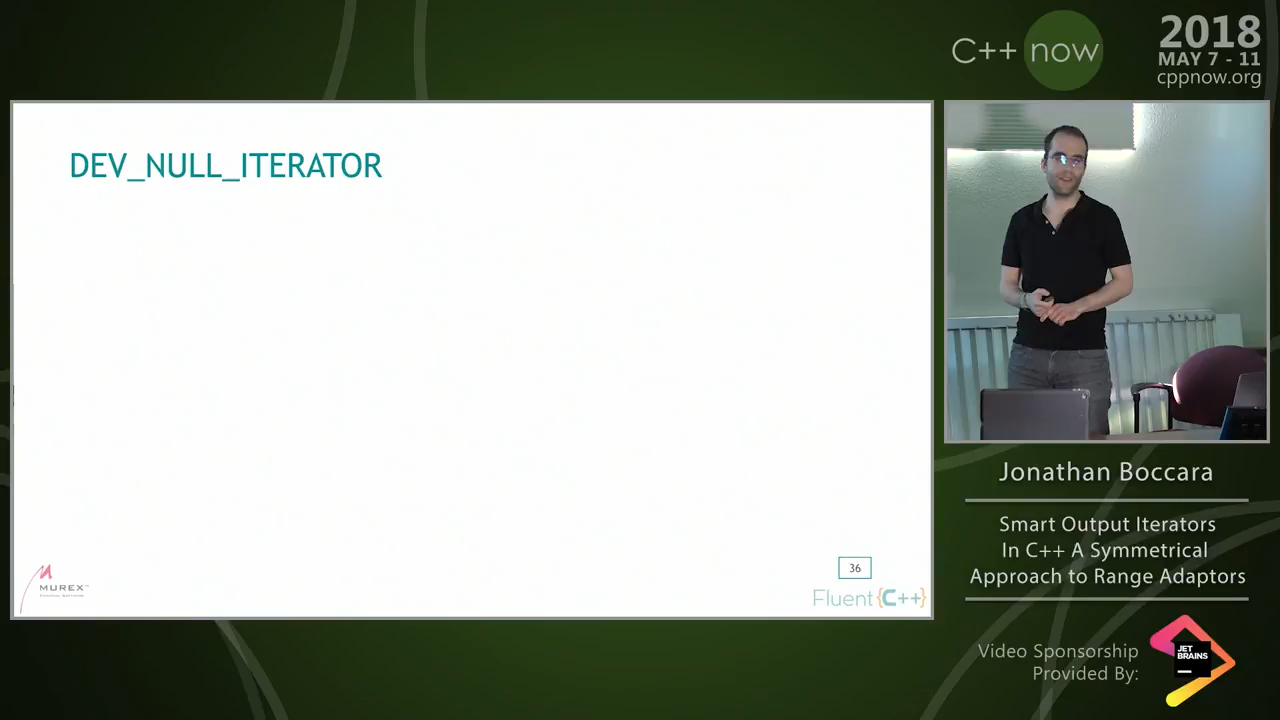 C++ now
2018
MAY 7 - 11
cppnow.org
DEV_NULL_ITERATOR
36
MUREX
Fluent {C++}
Jonathan Boccara
Smart Output Iterators
In C++ A Symmetrical
Approach to Range Adaptors
Video Sponsorship
Provided By:
JET
BRAINS